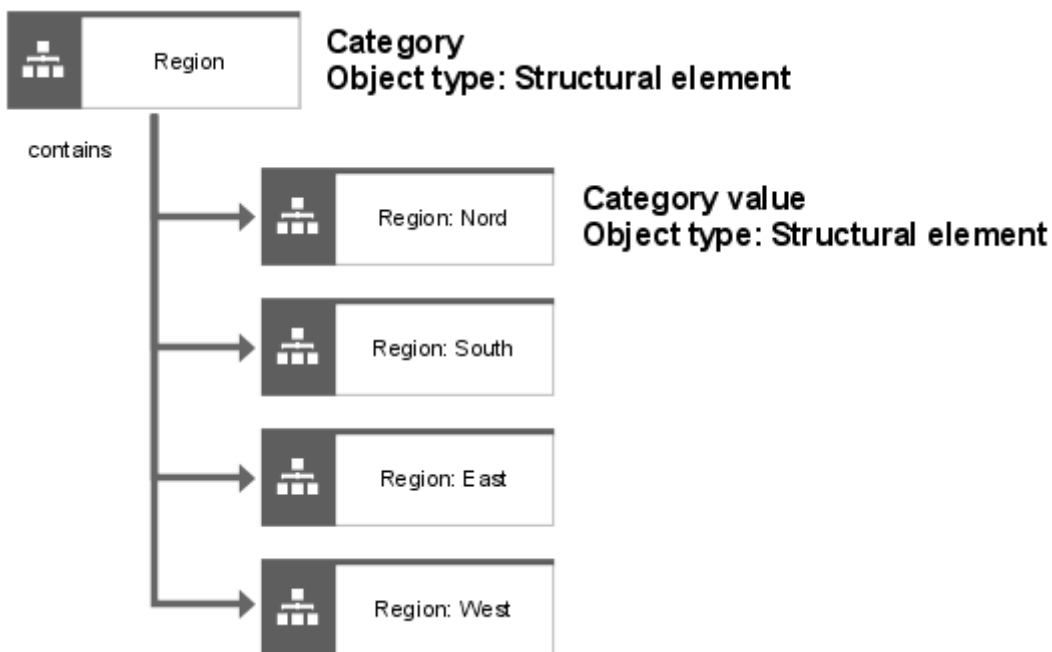 Region
Category
Object type: Structural element
contains
Region: Nord
Category value
Object type: Structural element
Region: South
Region: East
Region: West